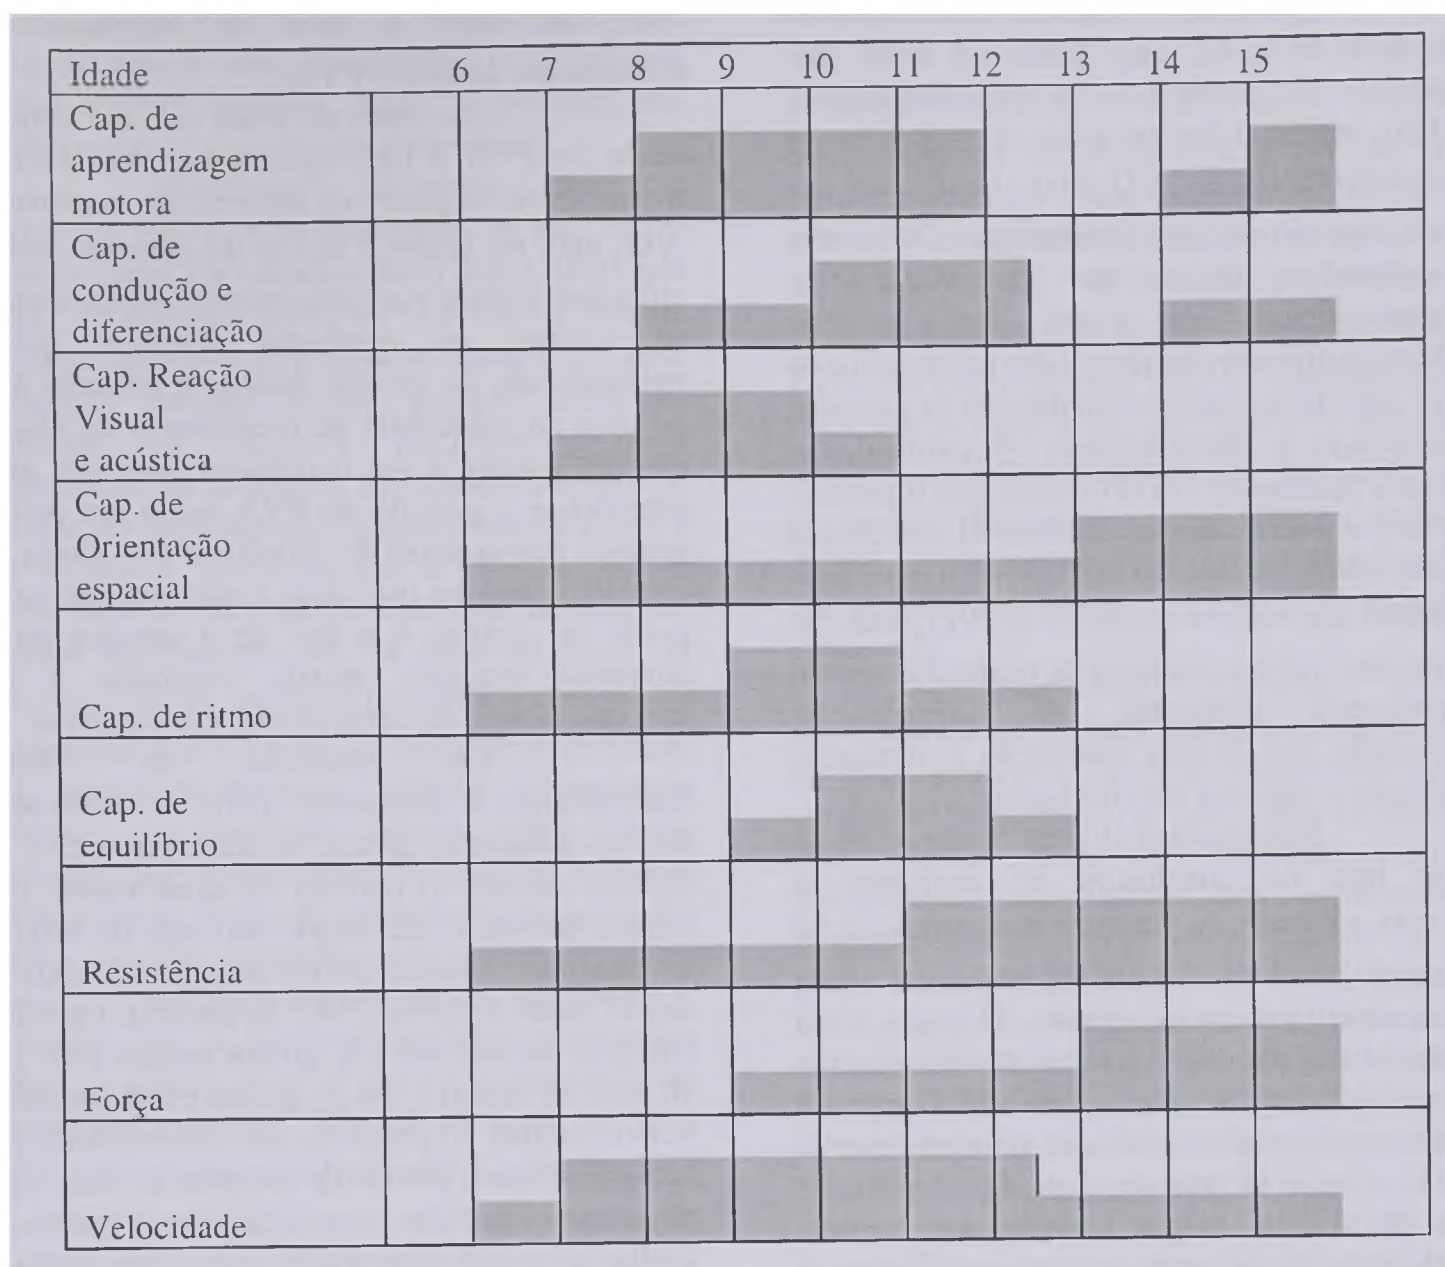 Idade 6 7 8 9 10 11 12 13 14 15
Cap. de
aprendizagem
motora
Cap. de
condução e
diferenciação
Cap. Reação
Visual
e acústica
Cap. de
Orientação
espacial
Cap. de ritmo
Cap. de
equilíbrio
Resistência
Força
Velocidade